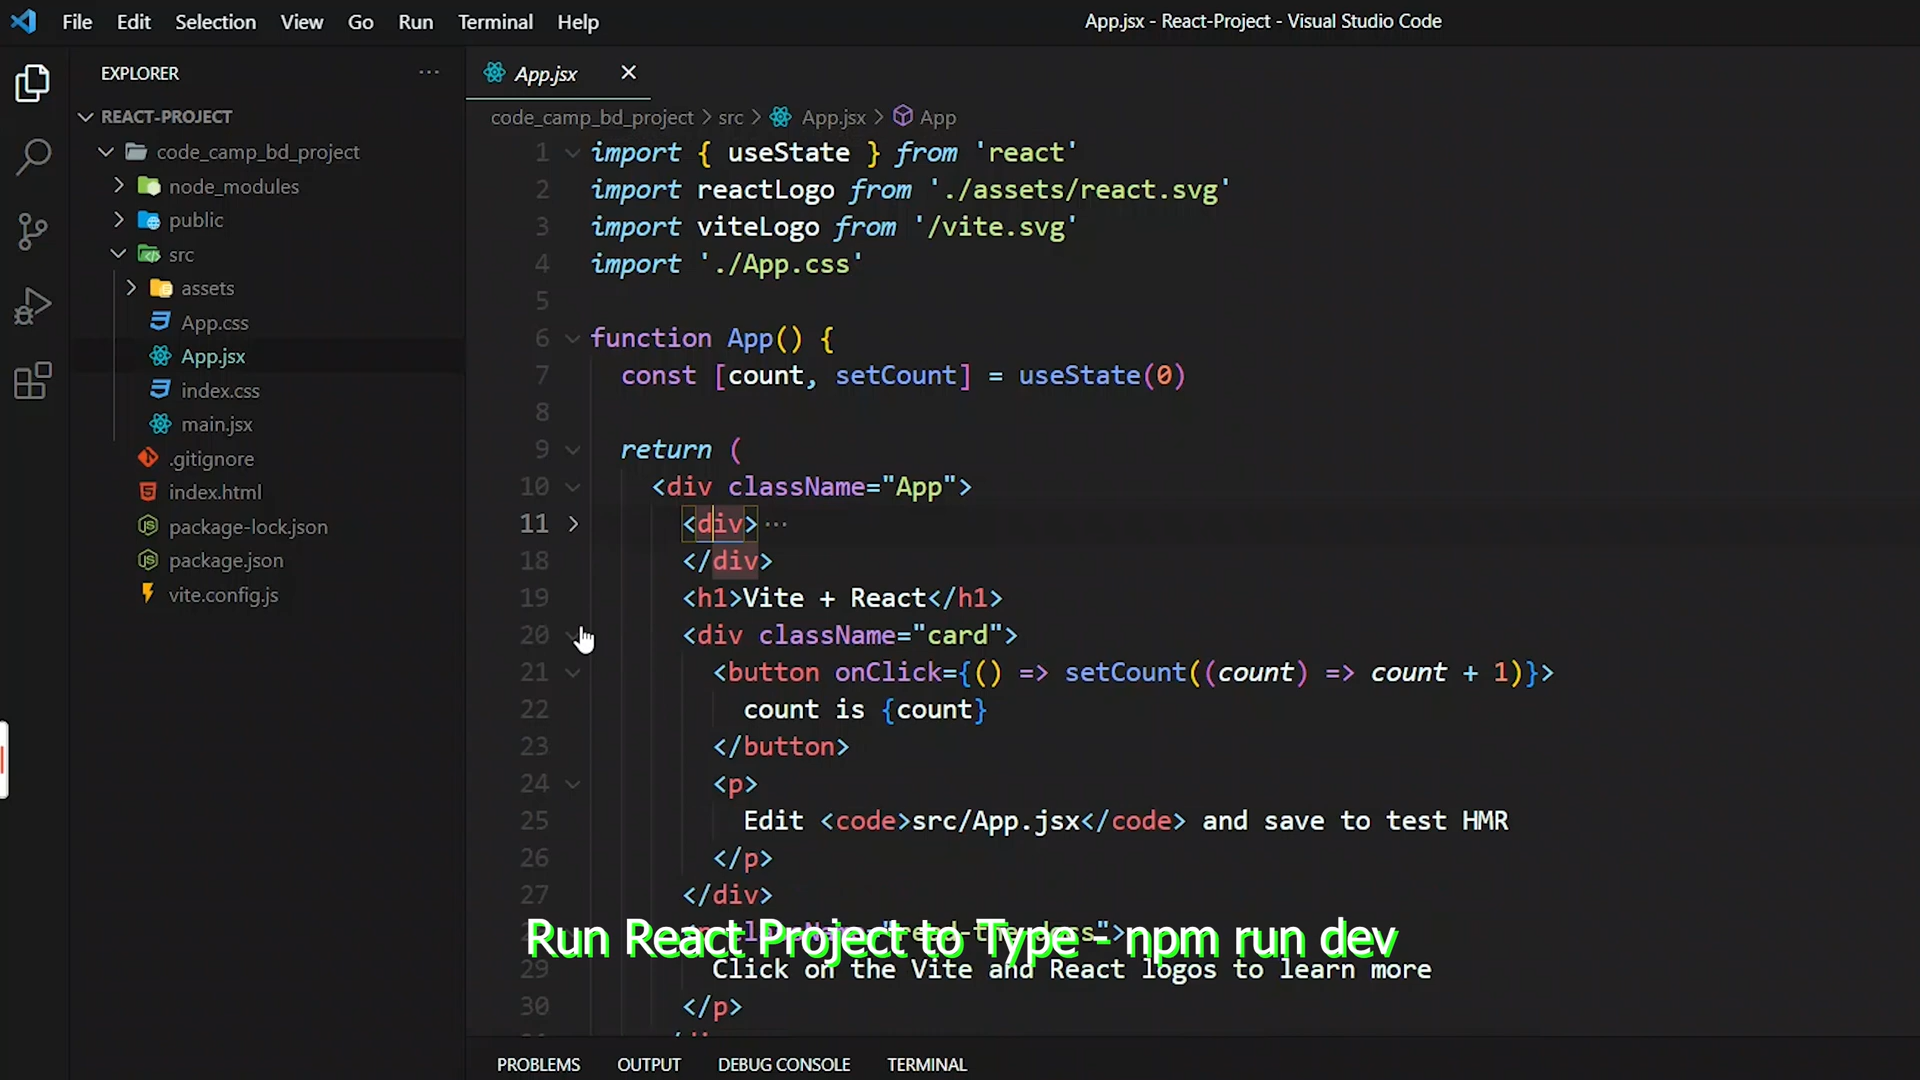 File Edit Selection View Go Run Terminal Help
App.jsx - React-Project - Visual Studio Code
EXPLORER
REACT-PROJECT
code_camp_bd_project
node_modules
public
src
assets
App.css
App.jsx
index.css
main.jsx
.gitignore
index.html
package-lock.json
package.json
vite.config.js
App.jsx
code_camp_bd_project > src > App.jsx > App
1 import { useState } from 'react'
2 import reactLogo from './assets/react.svg'
3 import viteLogo from '/vite.svg'
4 import './App.css'
5
6 function App() {
7 const [count, setCount] = useState(0)
8
9 return (
10 <div className="App">
11 <div> ...
18 </div>
19 <h1>Vite + React</h1>
20 <div className="card">
21 <button onClick={() => setCount((count) => count + 1)}>
22 count is {count}
23 </button>
24 <p>
25 Edit <code>src/App.jsx</code> and save to test HMR
26 </p>
27 </div>
Run React Project to Type - npm run dev
29 Click on the Vite and React logos to learn more
30 </p>
PROBLEMS OUTPUT DEBUG CONSOLE TERMINAL